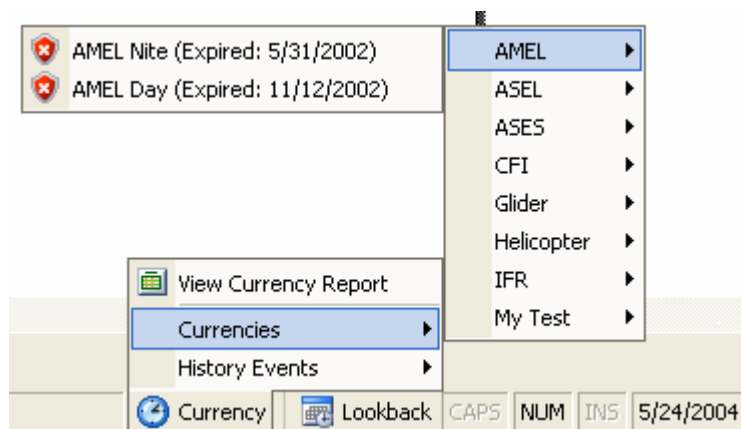 AMEL Nite (Expired: 5/31/2002)
AMEL Day (Expired: 11/12/2002)
AMEL
ASEL
ASES
CFI
Glider
Helicopter
IFR
My Test
View Currency Report
Currencies
History Events
Currency
Lookback
CAPS
NUM
INS
5/24/2004